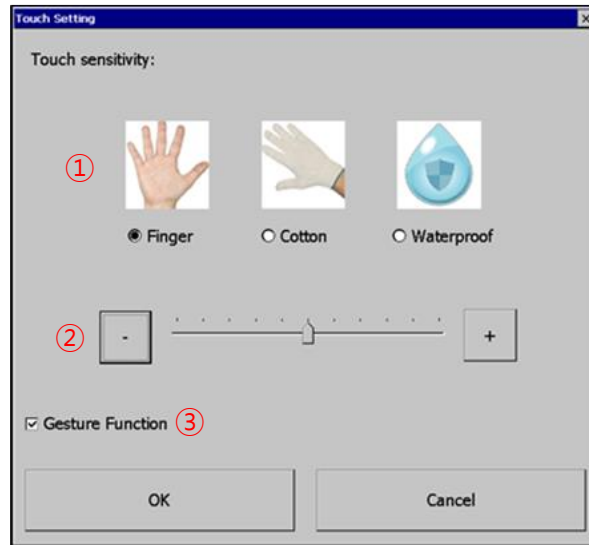 Touch Setting
Touch sensitivity:
①
Finger Cotton Waterproof
② - +
Gesture Function ③
OK Cancel